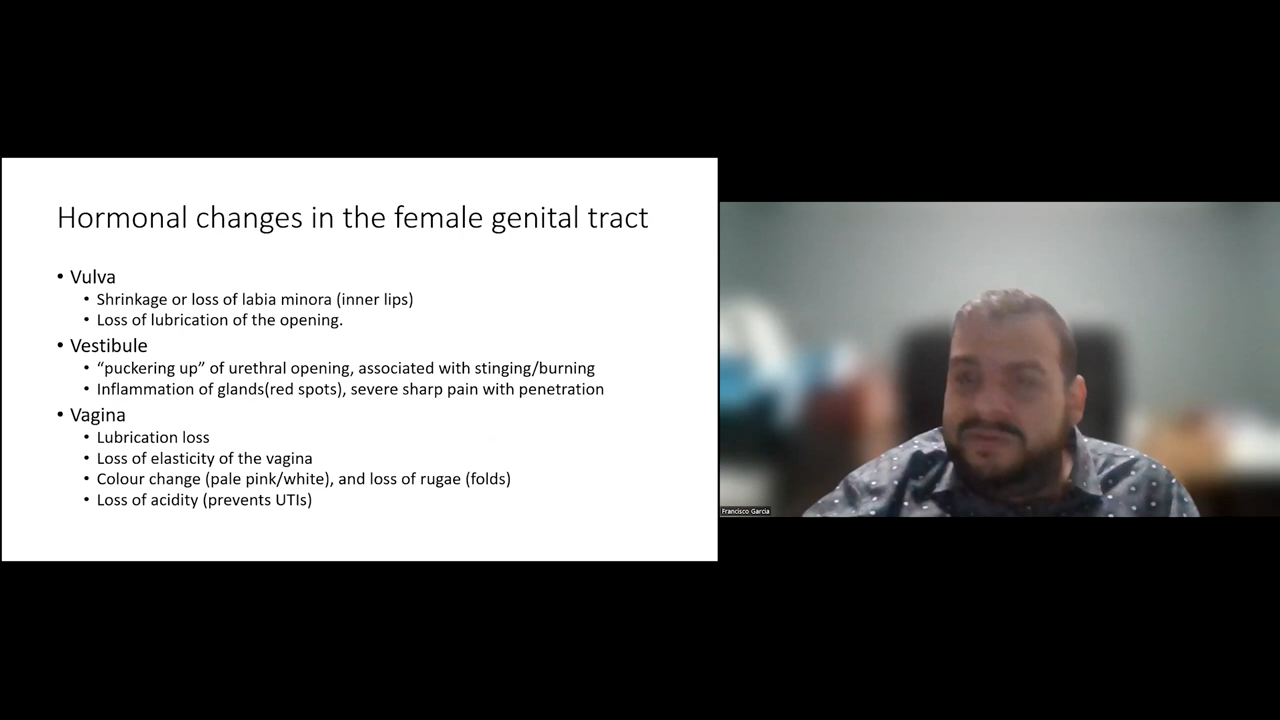 Hormonal changes in the female genital tract
• Vulva
• Shrinkage or loss of labia minora (inner lips)
• Loss of lubrication of the opening.
• Vestibule
• “puckering up” of urethral opening, associated with stinging/burning
• Inflammation of glands(red spots), severe sharp pain with penetration
• Vagina
• Lubrication loss
• Loss of elasticity of the vagina
• Colour change (pale pink/white), and loss of rugae (folds)
• Loss of acidity (prevents UTIs)
Francisco Garcia